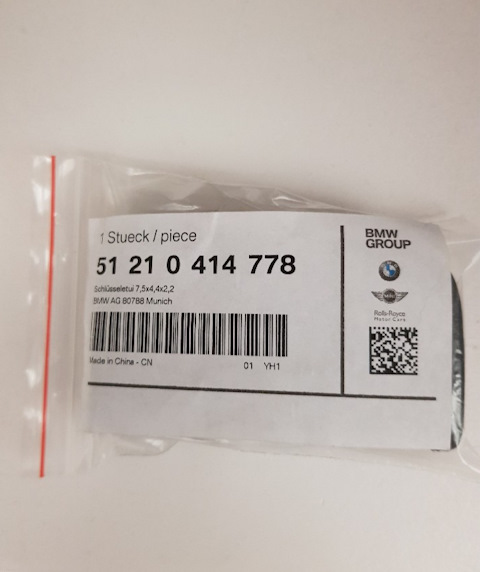 1 Stueck / piece
51 21 0 414 778
Schlüsseletui 7,5x4,4x2,2
BMW AG 80788 Munich
Made in China - CN
01 YH1
BMW
GROUP
Rolls-Royce
Motor Cars